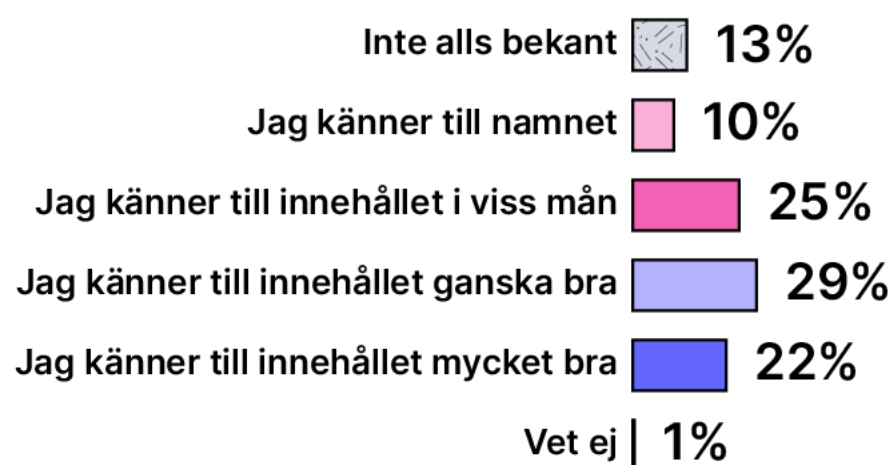 Inte alls bekant 13%
Jag känner till namnet 10%
Jag känner till innehållet i viss mån 25%
Jag känner till innehållet ganska bra 29%
Jag känner till innehållet mycket bra 22%
Vet ej 1%